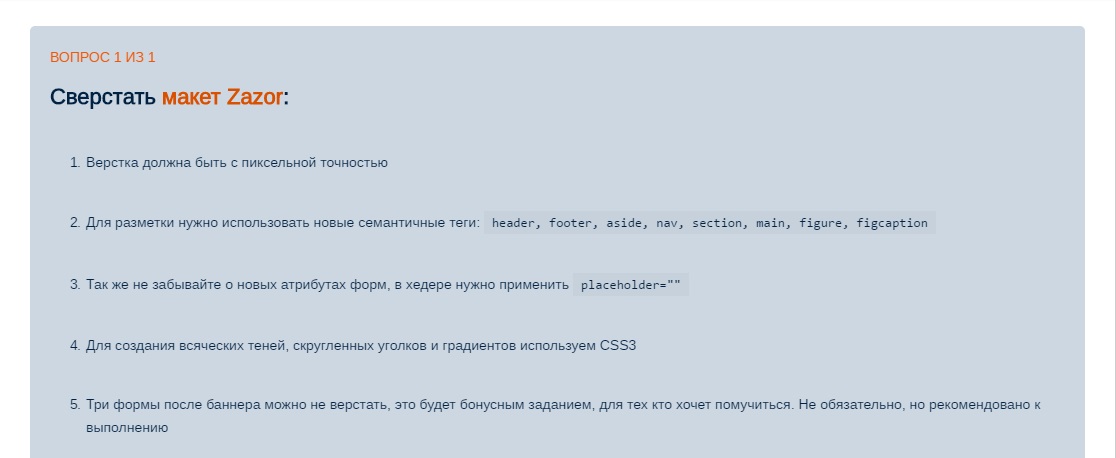 ВОПРОС 1 ИЗ 1
Сверстать макет Zazor:
1. Верстка должна быть с пиксельной точностью
2. Для разметки нужно использовать новые семантичные теги: header, footer, aside, nav, section, main, figure, figcaption
3. Так же не забывайте о новых атрибутах форм, в хедере нужно применить placeholder=""
4. Для создания всяческих теней, скругленных уголков и градиентов используем CSS3
5. Три формы после баннера можно не верстать, это будет бонусным заданием, для тех кто хочет помучиться. Не обязательно, но рекомендовано к
выполнению